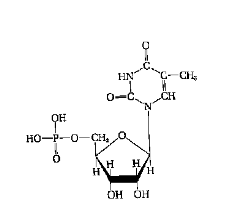 O
C
HN C—CH₃
O=C CH
N
OH
HO—P—O—CH₂ O
O
H H H H
OH OH